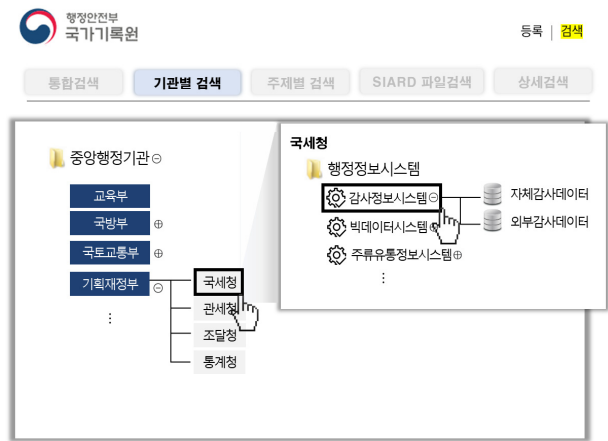 행정안전부
국가기록원
등록 | 검색
통합검색 기관별 검색 주제별 검색 SIARD 파일검색 상세검색
중앙행정기관
교육부
국방부
국토교통부
기획재정부
⋮
국세청
관세청
조달청
통계청
국세청
행정정보시스템
감사정보시스템
빅데이터시스템
주류유통정보시스템
⋮
자체감사데이터
외부감사데이터